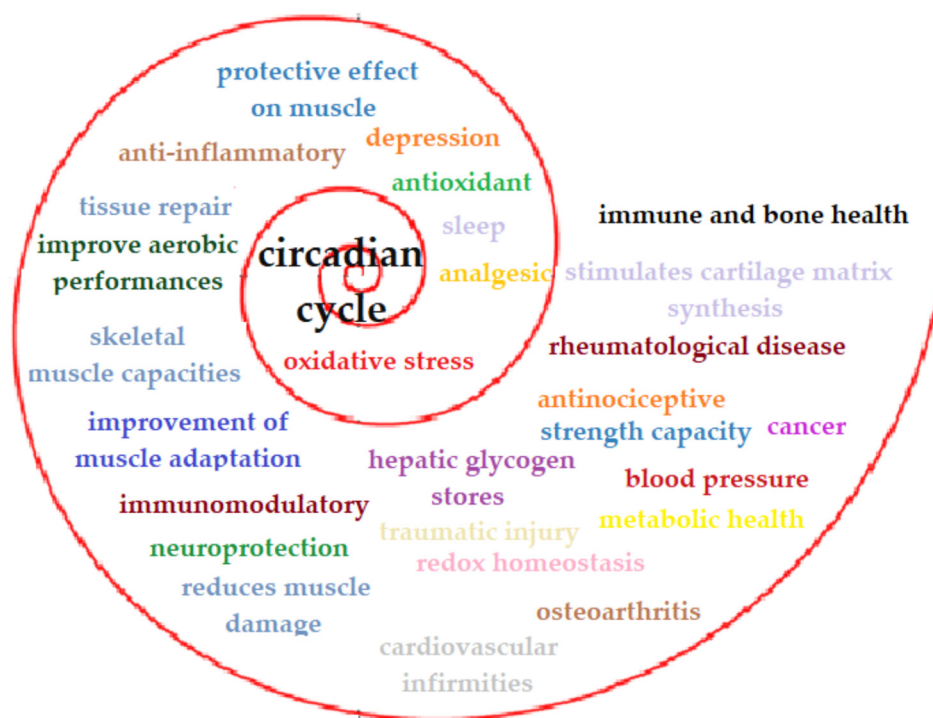 protective effect
on muscle
depression
anti-inflammatory
antioxidant
tissue repair
sleep
immune and bone health
improve aerobic
performances
circadian
cycle
analgesic
stimulates cartilage matrix
synthesis
skeletal
muscle capacities
oxidative stress
rheumatological disease
antinociceptive
strength capacity
cancer
improvement of
muscle adaptation
hepatic glycogen
stores
blood pressure
immunomodulatory
traumatic injury
metabolic health
neuroprotection
redox homeostasis
reduces muscle
damage
osteoarthritis
cardiovascular
infirmities